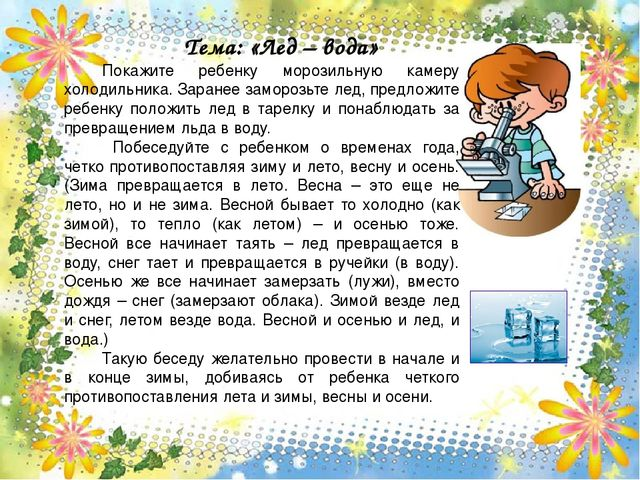 Тема: «Лед – вода»
Покажите ребенку морозильную камеру
холодильника. Заранее заморозьте лед, предложите
ребенку положить лед в тарелку и понаблюдать за
превращением льда в воду.
Побеседуйте с ребенком о временах года,
четко противопоставляя зиму и лето, весну и осень.
(Зима превращается в лето. Весна – это еще не
лето, но и не зима. Весной бывает то холодно (как
зимой), то тепло (как летом) – и осенью тоже.
Весной все начинает таять – лед превращается в
воду, снег тает и превращается в ручейки (в воду).
Осенью же все начинает замерзать (лужи), вместо
дождя – снег (замерзают облака). Зимой везде лед
и снег, летом везде вода. Весной и осенью и лед, и
вода.)
Такую беседу желательно провести в начале и
в конце зимы, добиваясь от ребенка четкого
противопоставления лета и зимы, весны и осени.